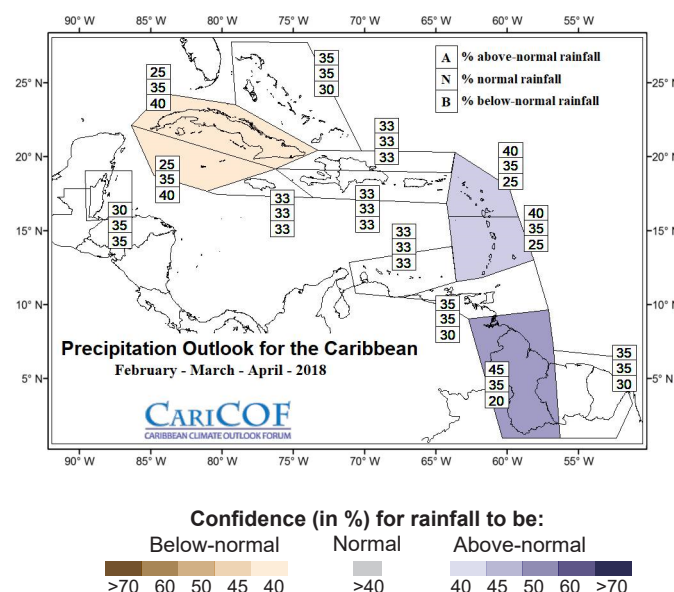 90° W 85° W 80° W 75° W 70° W 65° W 60° W 55° W
25° N
20° N
15° N
10° N
5° N
25° N
20° N
15° N
10° N
5° N
A % above-normal rainfall
N % normal rainfall
B % below-normal rainfall
25
35
40
35
35
30
33
33
33
40
35
25
25
35
40
30
35
35
33
33
33
33
33
33
33
33
33
40
35
25
35
35
30
45
35
20
35
35
30
Precipitation Outlook for the Caribbean
February - March - April - 2018
CARICOF
CARIBBEAN CLIMATE OUTLOOK FORUM
90° W 85° W 80° W 75° W 70° W 65° W 60° W 55° W
Confidence (in %) for rainfall to be:
Below-normal Normal Above-normal
>70 60 50 45 40 >40 40 45 50 60 >70